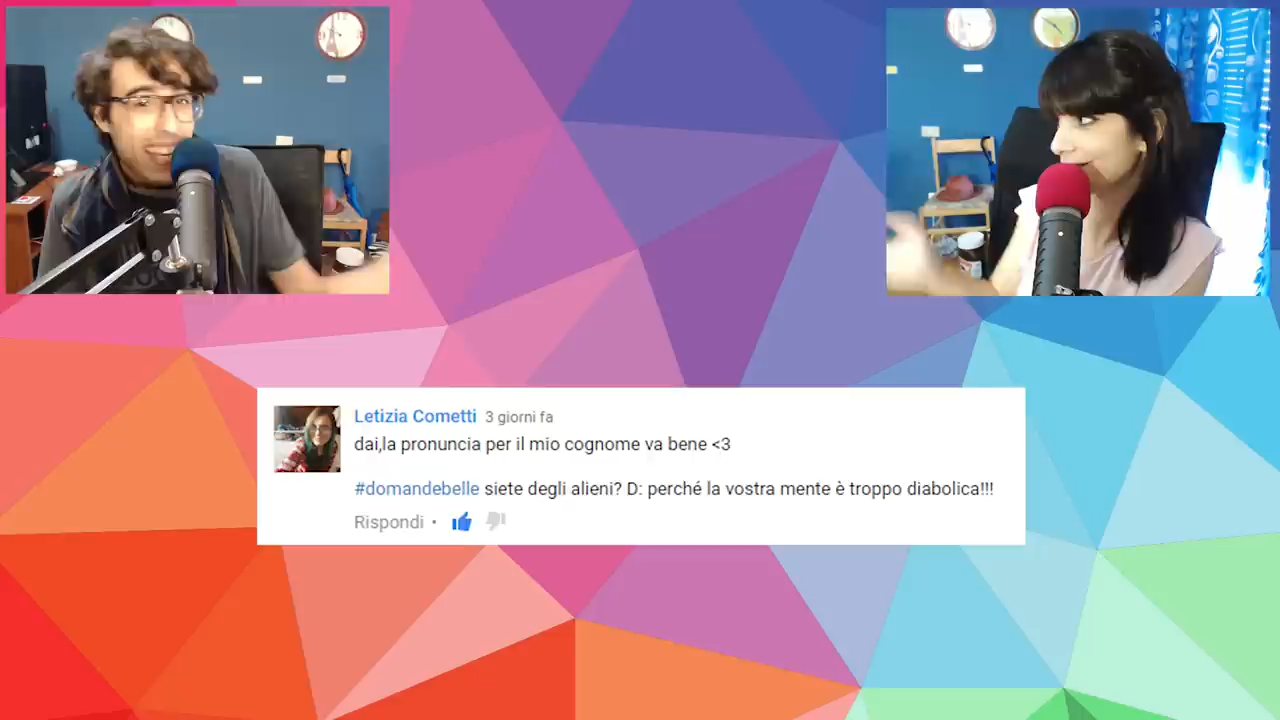 Letizia Cometti 3 giorni fa
dai,la pronuncia per il mio cognome va bene <3
#domandebelle siete degli alieni? D: perché la vostra mente è troppo diabolica!!!
Rispondi •